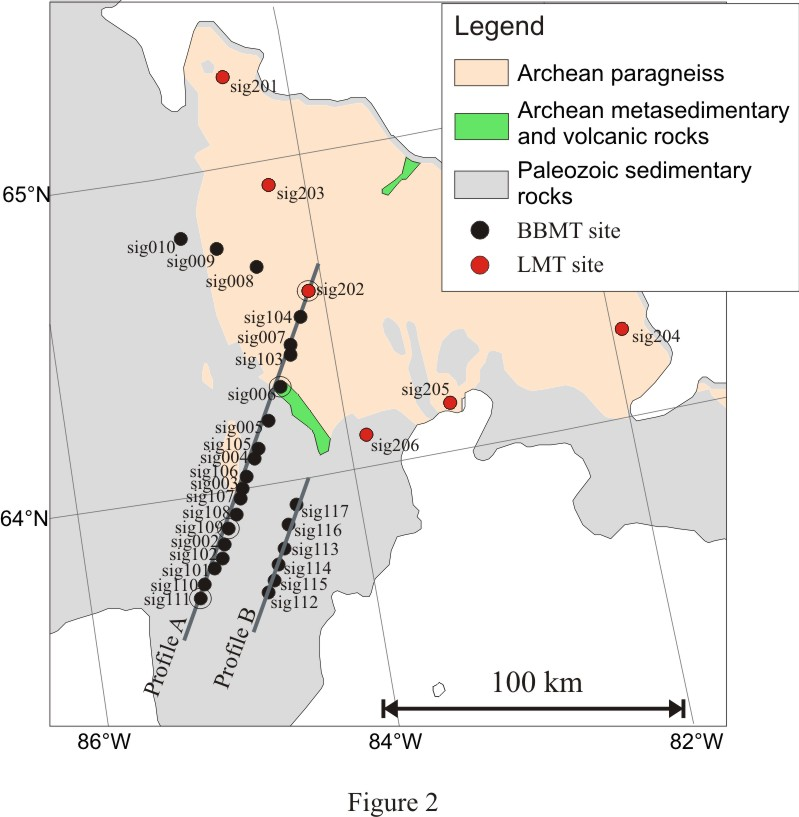 Legend
Archean paragneiss
Archean metasedimentary
and volcanic rocks
Paleozoic sedimentary
rocks
BBMT site
LMT site
sig201
65°N
sig203
sig010
sig009
sig008
sig202
sig104
sig007
sig103
sig204
sig006
sig205
sig005
sig206
sig105
sig004
sig106
sig003
sig107
64°N
sig108
sig117
sig109
sig116
sig002
sig113
sig102
sig101
sig114
sig110
sig115
sig111
sig112
Profile A
Profile B
100 km
86°W
84°W
82°W
Figure 2